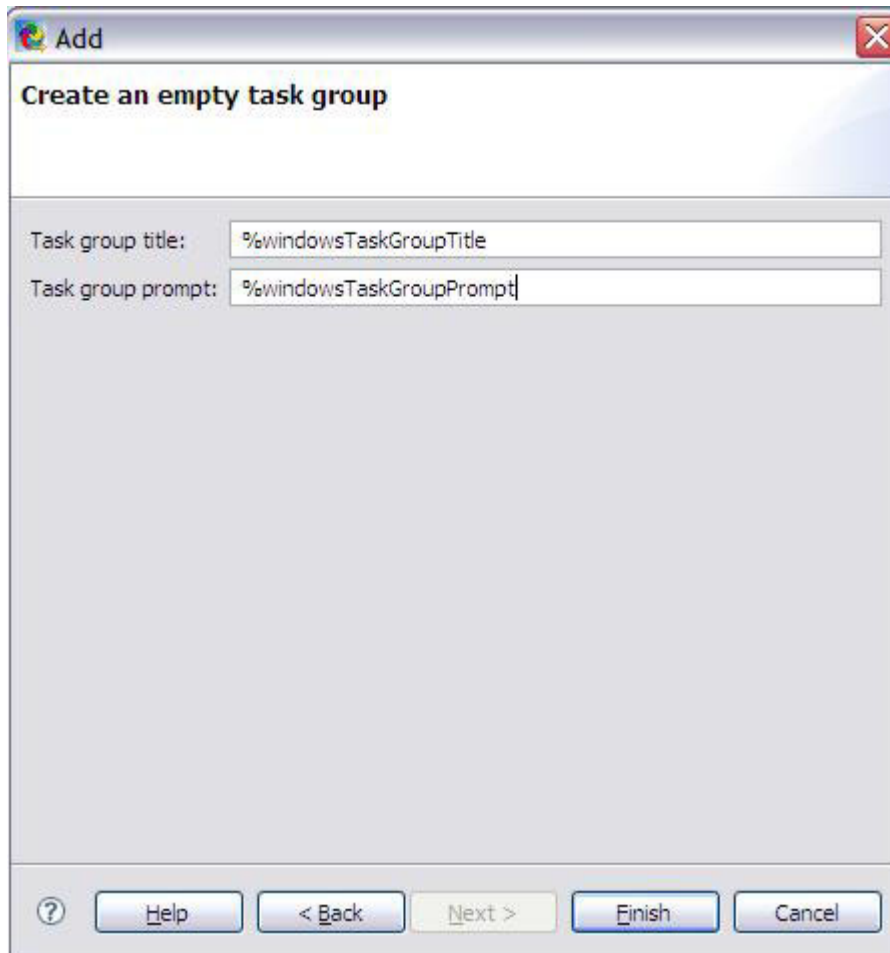 Add
Create an empty task group
Task group title: %windowsTaskGroupTitle
Task group prompt: %windowsTaskGroupPrompt
? Help < Back Next > Finish Cancel